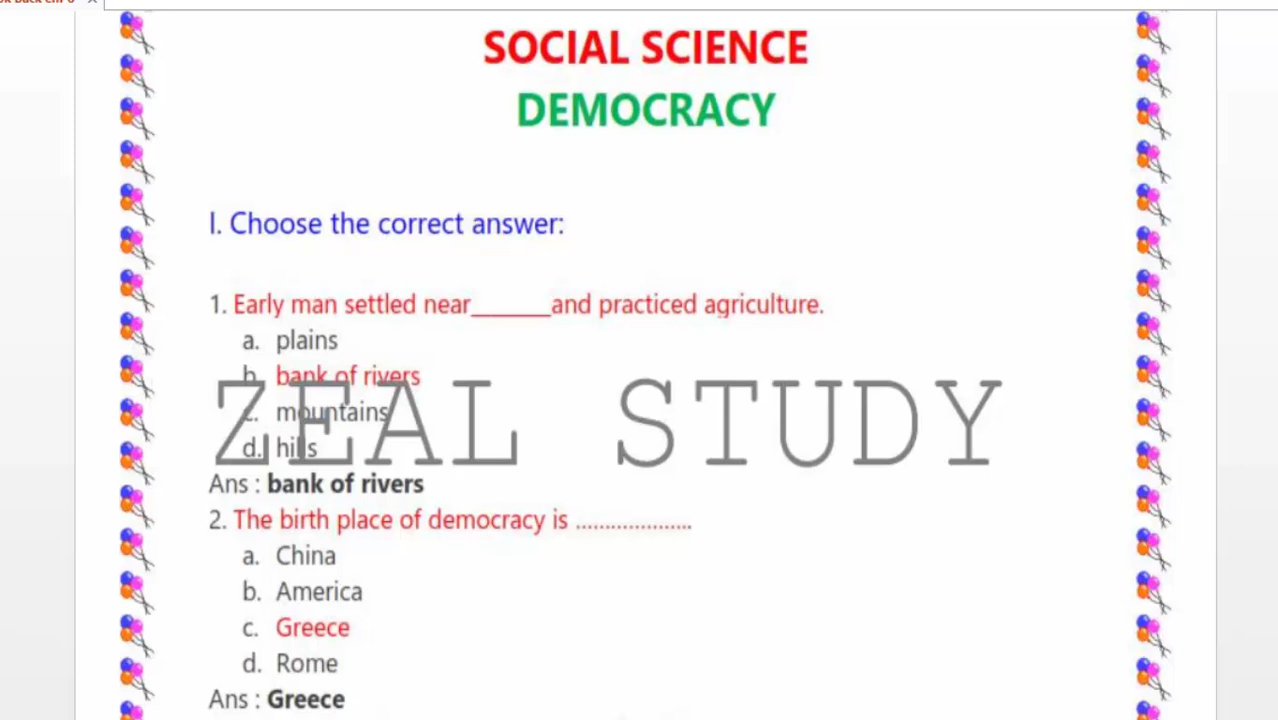 SOCIAL SCIENCE
DEMOCRACY
I. Choose the correct answer:
1. Early man settled near_______and practiced agriculture.
a. plains
b. bank of rivers
c. mountains
d. hills
ZEAL STUDY
Ans : bank of rivers
2. The birth place of democracy is ....................
a. China
b. America
c. Greece
d. Rome
Ans : Greece